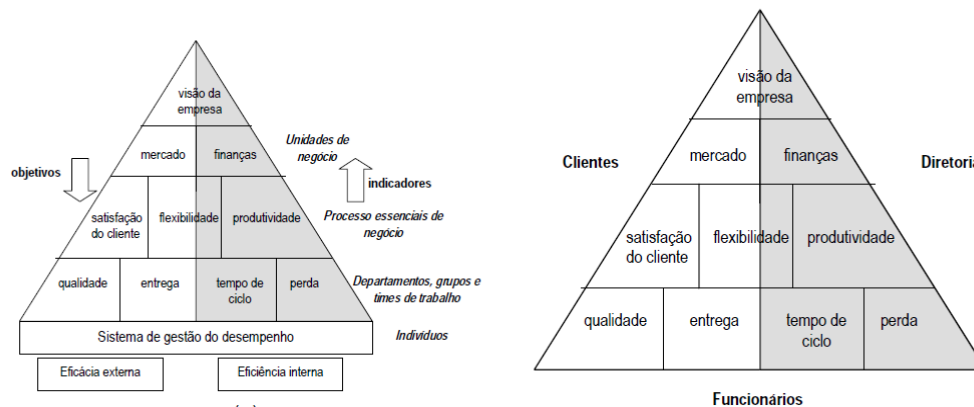 visão da
empresa
Unidades de
negócio
mercado
finanças
objetivos
indicadores
satisfação
do cliente
flexibilidade
produtividade
Processo essenciais de
negócio
qualidade
entrega
tempo de
ciclo
perda
Departamentos, grupos e
times de trabalho
Sistema de gestão do desempenho
Indivíduos
Eficácia externa
Eficiência interna
visão da
empresa
Clientes
mercado
finanças
Diretoria
satisfação
do cliente
flexibilidade
produtividade
qualidade
entrega
tempo de
ciclo
perda
Funcionários